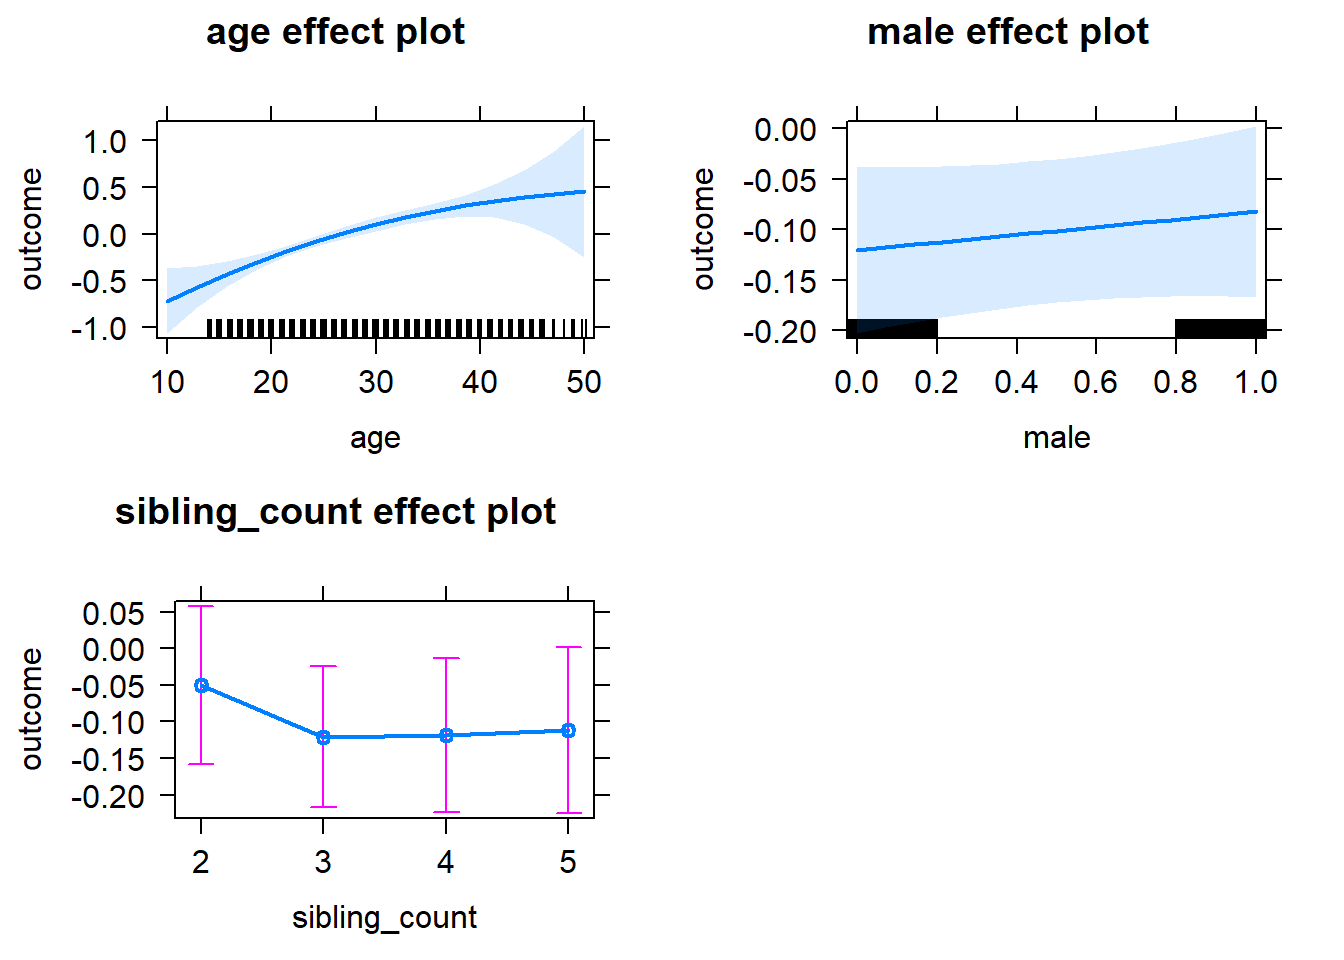 age effect plot
outcome
1.0
0.5
0.0
-0.5
-1.0
10 20 30 40 50
age
male effect plot
outcome
0.00
-0.05
-0.10
-0.15
-0.20
0.0 0.2 0.4 0.6 0.8 1.0
male
sibling_count effect plot
outcome
0.05
0.00
-0.05
-0.10
-0.15
-0.20
2 3 4 5
sibling_count